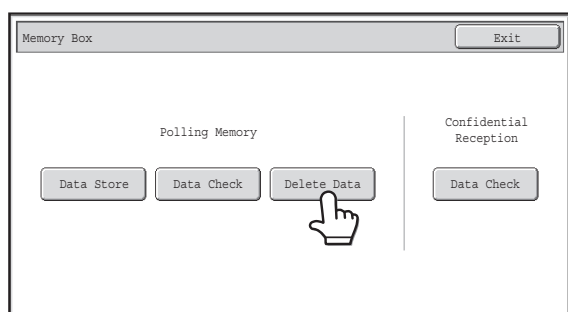 Memory Box
Exit
Polling Memory
Confidential
Reception
Data Store
Data Check
Delete Data
Data Check